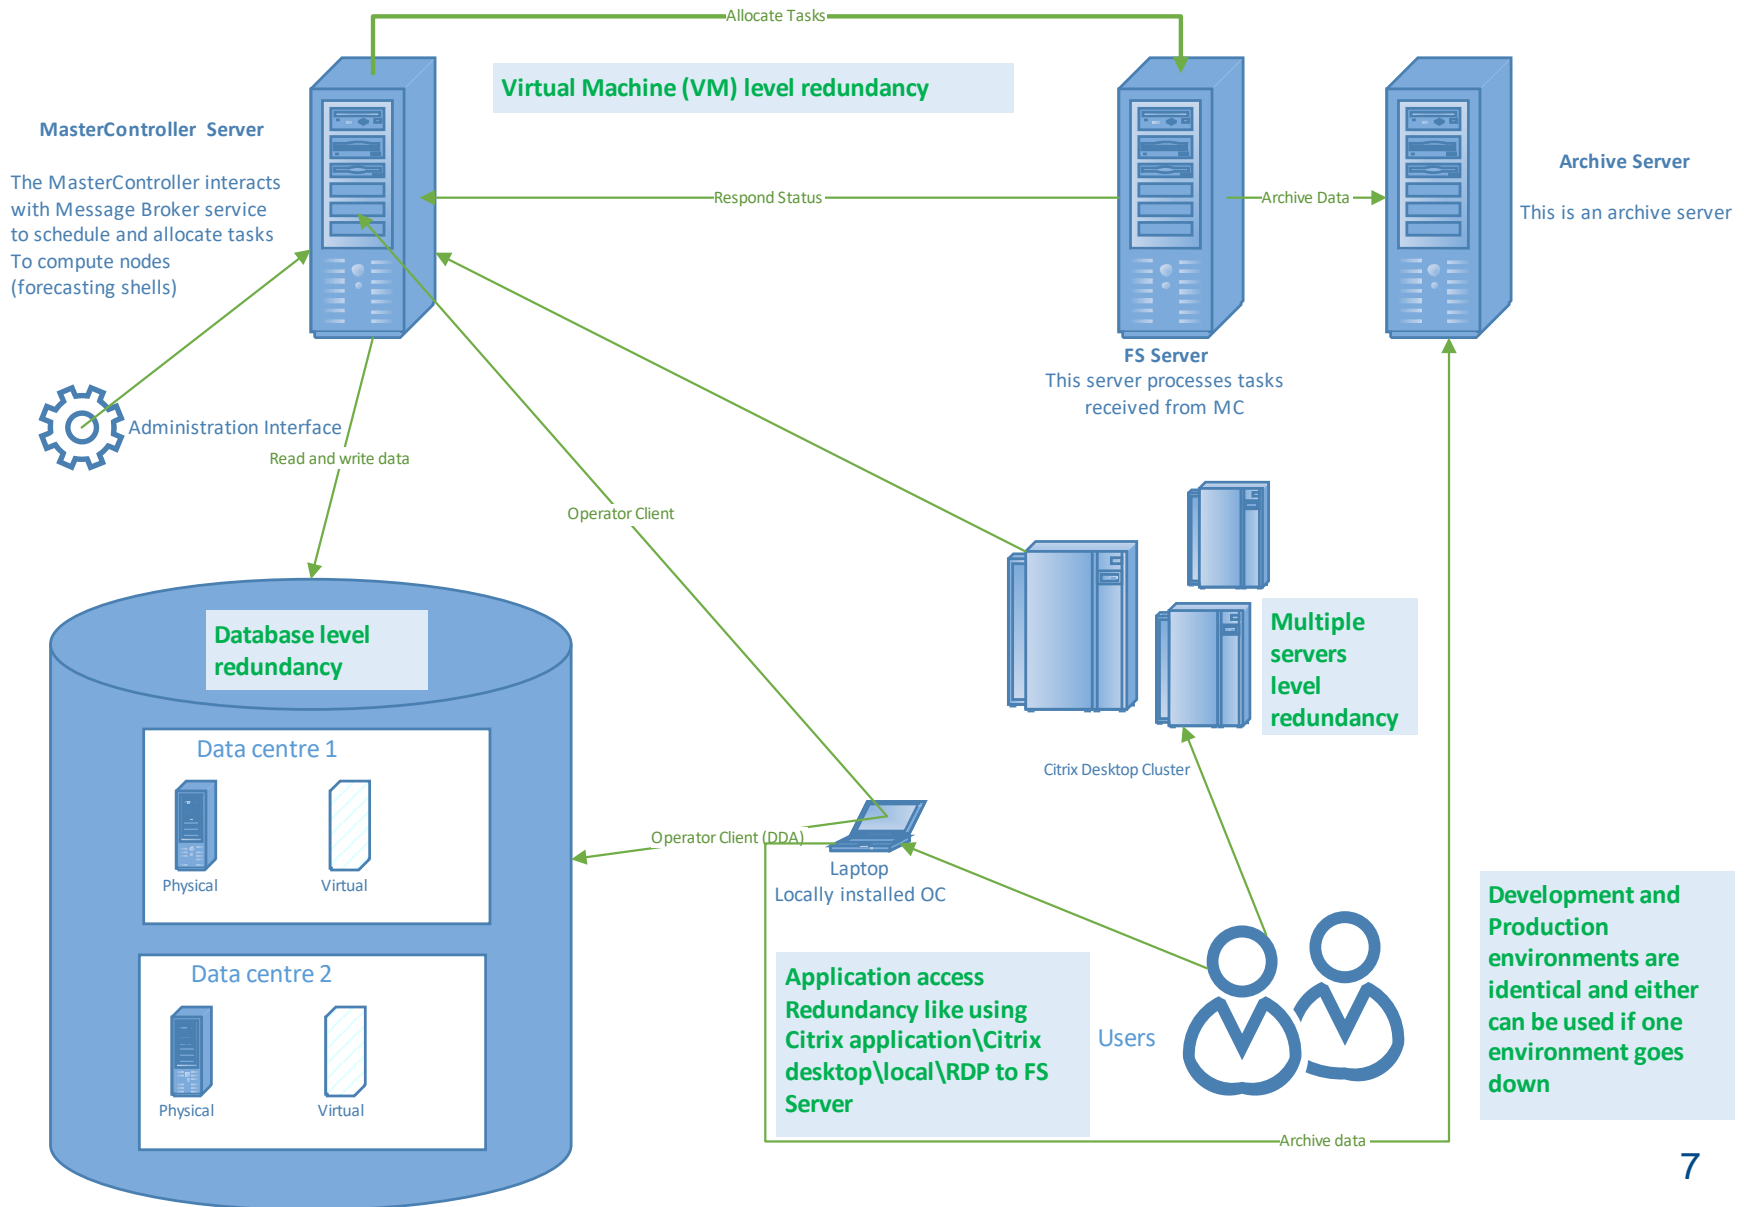 Allocate Tasks
Virtual Machine (VM) level redundancy
MasterController Server
The MasterController interacts
with Message Broker service
to schedule and allocate tasks
To compute nodes
(forecasting shells)
Respond Status
Archive Data
Archive Server
This is an archive server
FS Server
This server processes tasks
received from MC
Administration Interface
Read and write data
Operator Client
Database level
redundancy
Multiple
servers
level
redundancy
Citrix Desktop Cluster
Data centre 1
Physical
Virtual
Operator Client (DDA)
Laptop
Locally installed OC
Data centre 2
Physical
Virtual
Application access
Redundancy like using
Citrix application\Citrix
desktop\local\RDP to FS
Server
Users
Development and
Production
environments are
identical and either
can be used if one
environment goes
down
Archive data
7